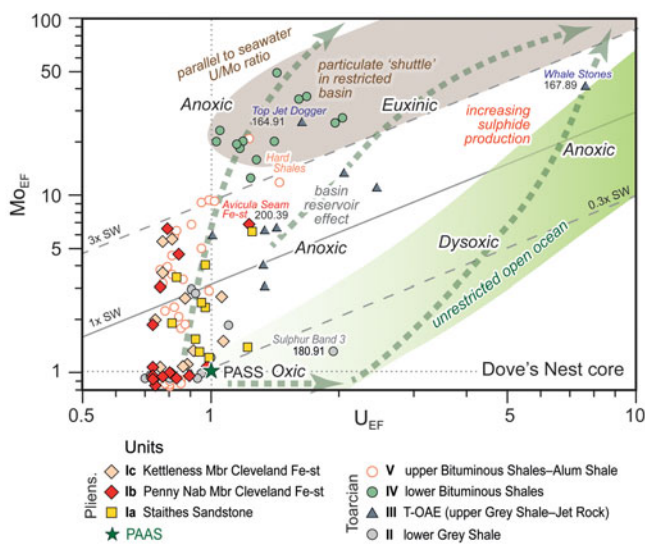 100
50
10
5
1
Mo EF
parallel to seawater
U/Mo ratio
particulate ‘shuttle’
in restricted
basin
Anoxic
Euxinic
Top Jet Dogger
164.91
Whale Stones
167.89
increasing
sulphide
production
Anoxic
Hard
Shales
Avicula Seam
Fe-st
200.39
basin
reservoir
effect
3x SW
Anoxic
0.3x SW
Dysoxic
1x SW
unrestricted open ocean
Sulphur Band 3
180.91
PASS Oxic
Dove's Nest core
0.5
1
5
10
U EF
Units
Pliens.
Ic Kettleness Mbr Cleveland Fe-st
Ib Penny Nab Mbr Cleveland Fe-st
Ia Staithes Sandstone
PAAS
Toarcian
V upper Bituminous Shales–Alum Shale
IV lower Bituminous Shales
III T-OAE (upper Grey Shale–Jet Rock)
II lower Grey Shale